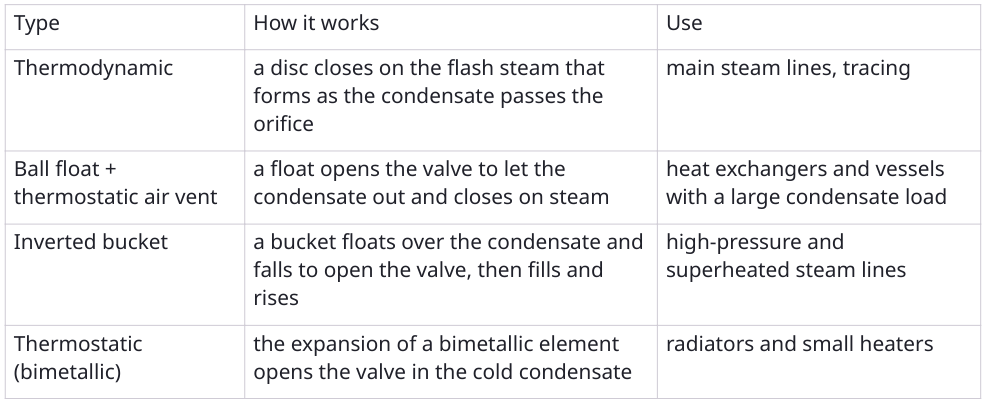 Type
How it works
Use
Thermodynamic
a disc closes on the flash steam that
forms as the condensate passes the
orifice
main steam lines, tracing
Ball float +
thermostatic air vent
a float opens the valve to let the
condensate out and closes on steam
heat exchangers and vessels
with a large condensate load
Inverted bucket
a bucket floats over the condensate and
falls to open the valve, then fills and
rises
high-pressure and
superheated steam lines
Thermostatic
(bimetallic)
the expansion of a bimetallic element
opens the valve in the cold condensate
radiators and small heaters